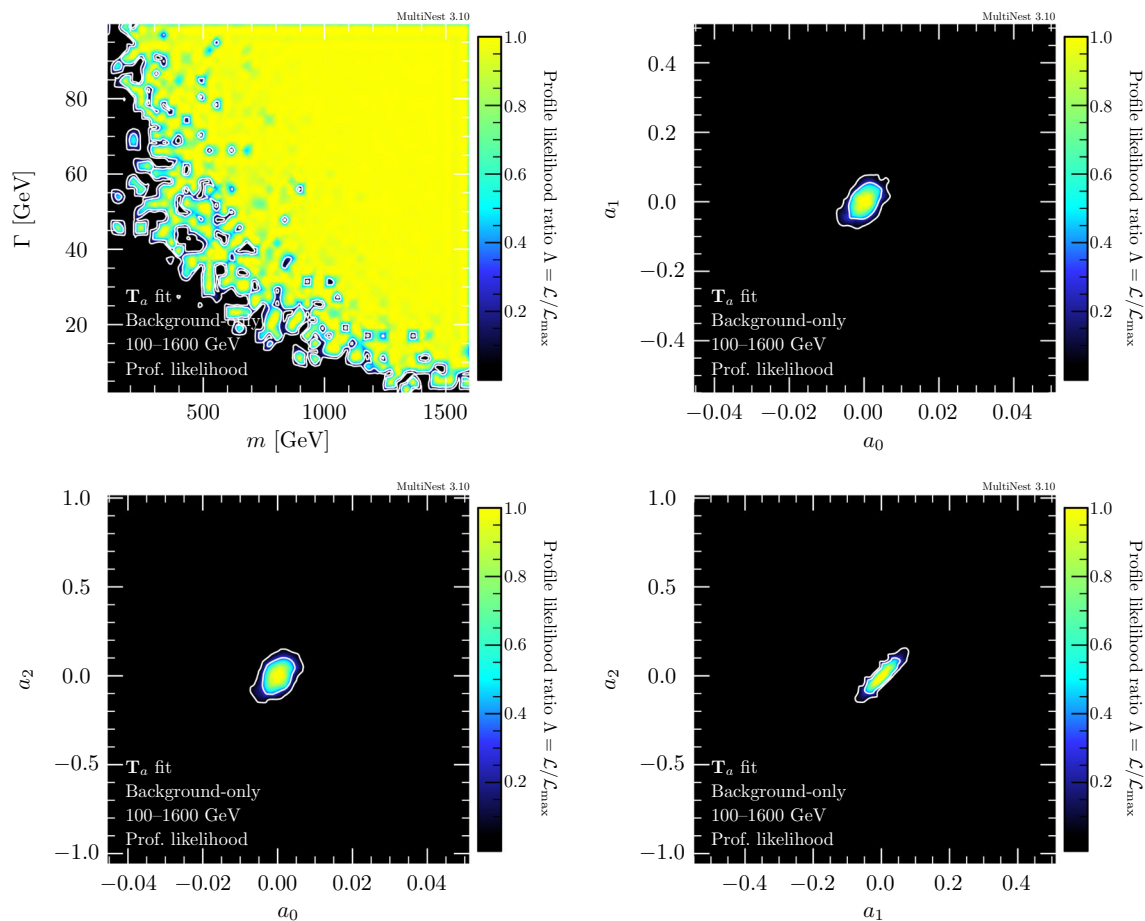 MultiNest 3.10
Γ [GeV]
80
60
40
20
500
1000
1500
m [GeV]
T_a fit
Background-only
100–1600 GeV
Prof. likelihood
1.0
0.8
0.6
0.4
0.2
Profile likelihood ratio Λ = ℒ/ℒ_max
MultiNest 3.10
a_1
0.4
0.2
0.0
−0.2
−0.4
−0.04
−0.02
0.00
0.02
0.04
a_0
T_a fit
Background-only
100–1600 GeV
Prof. likelihood
1.0
0.8
0.6
0.4
0.2
Profile likelihood ratio Λ = ℒ/ℒ_max
MultiNest 3.10
a_2
1.0
0.5
0.0
−0.5
−1.0
−0.04
−0.02
0.00
0.02
0.04
a_0
T_a fit
Background-only
100–1600 GeV
Prof. likelihood
1.0
0.8
0.6
0.4
0.2
Profile likelihood ratio Λ = ℒ/ℒ_max
MultiNest 3.10
a_2
1.0
0.5
0.0
−0.5
−1.0
−0.4
−0.2
0.0
0.2
0.4
a_1
T_a fit
Background-only
100–1600 GeV
Prof. likelihood
1.0
0.8
0.6
0.4
0.2
Profile likelihood ratio Λ = ℒ/ℒ_max